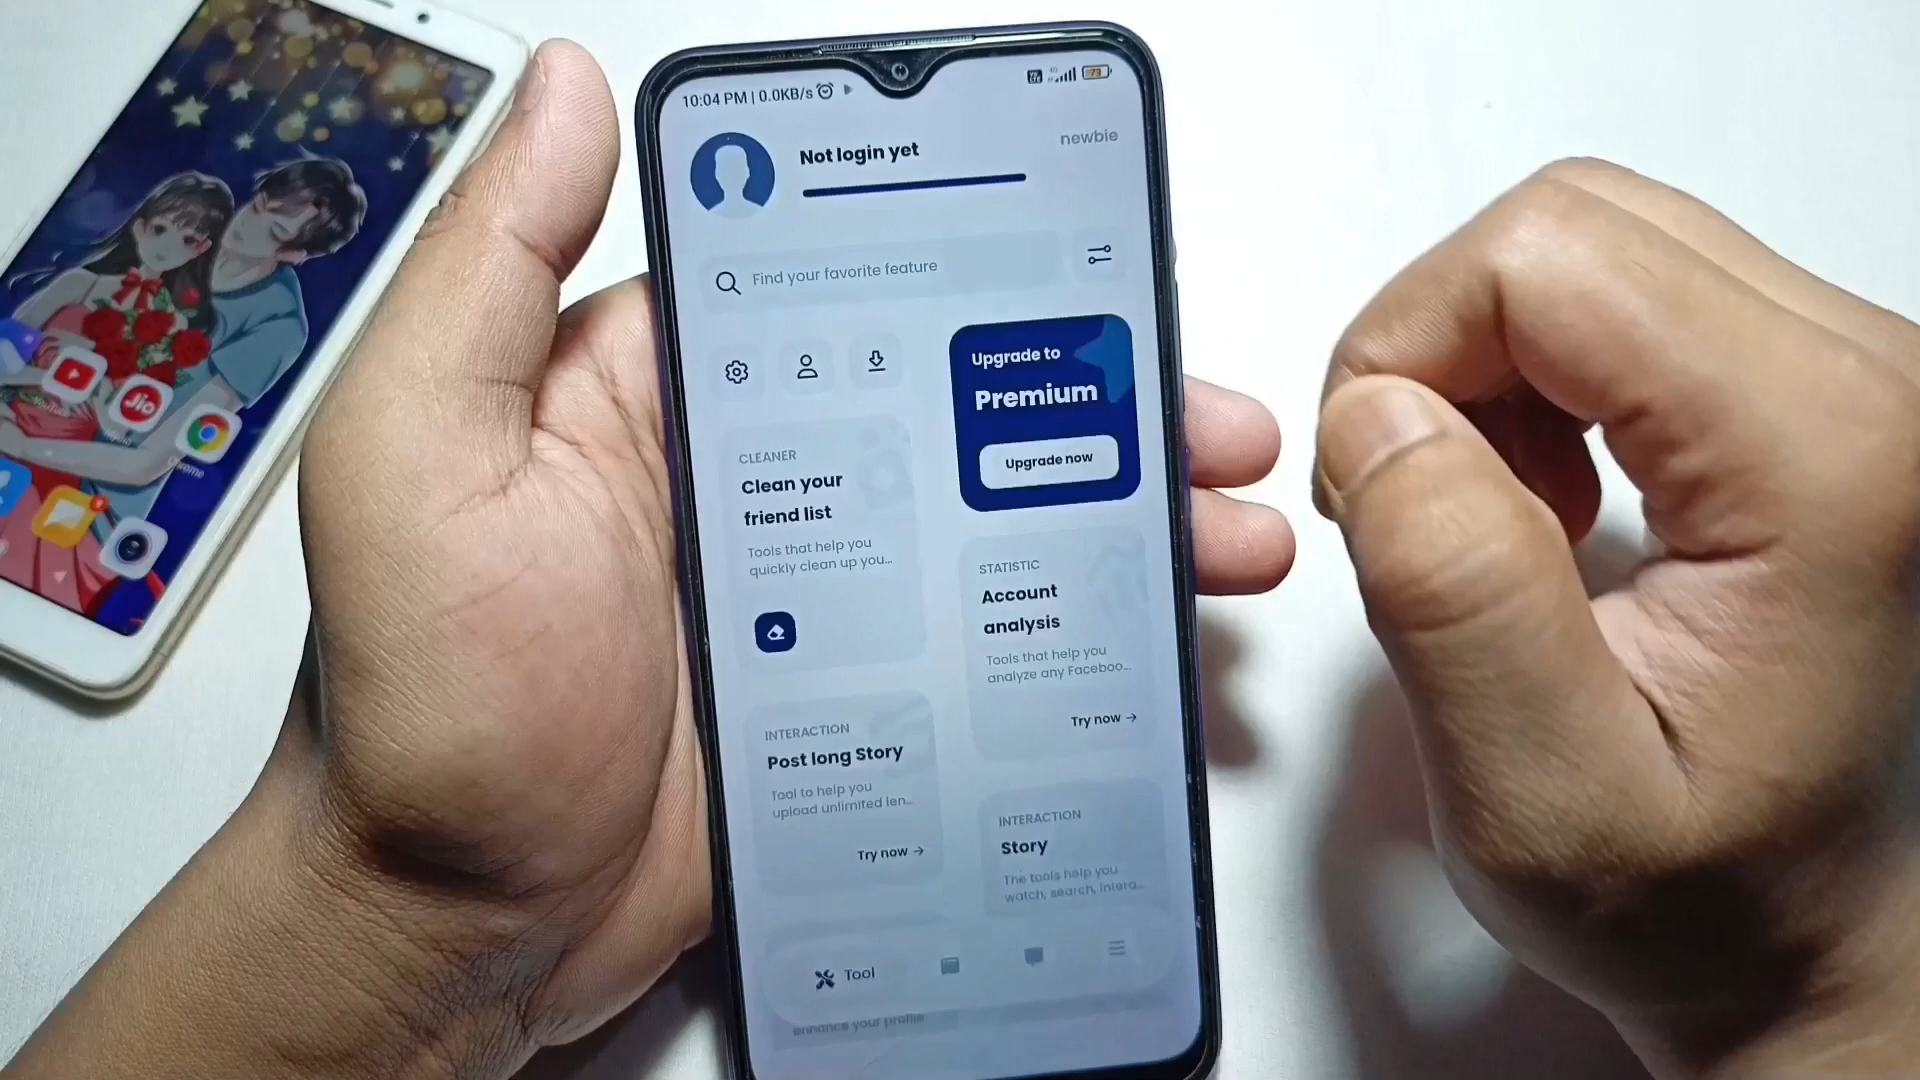 10:04 PM | 0.0KB/s
73
Not login yet
newbie
Find your favorite feature
Upgrade to
Premium
Upgrade now
CLEANER
Clean your
friend list
Tools that help you
quickly clean up you...
STATISTIC
Account
analysis
Tools that help you
analyze any Faceboo...
Try now →
INTERACTION
Post long Story
Tool to help you
upload unlimited len...
Try now →
INTERACTION
Story
The tools help you
watch, search, intera...
Tool
enhance your profile
Jio
Chrome